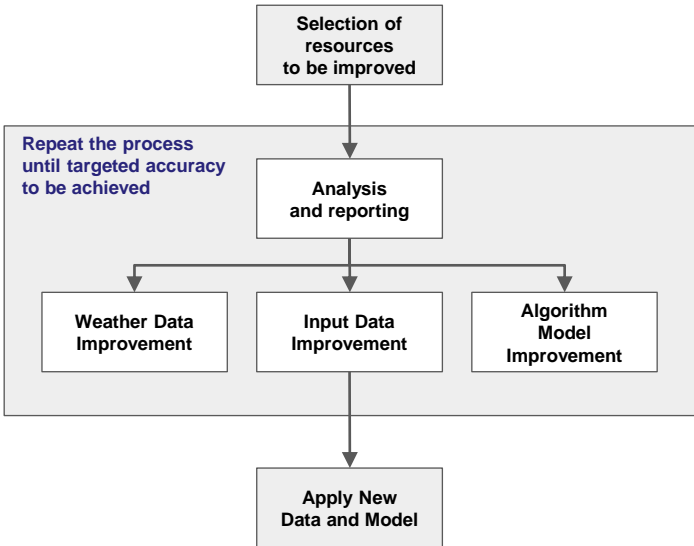 Selection of
resources
to be improved
Repeat the process
until targeted accuracy
to be achieved
Analysis
and reporting
Weather Data
Improvement
Input Data
Improvement
Algorithm
Model
Improvement
Apply New
Data and Model